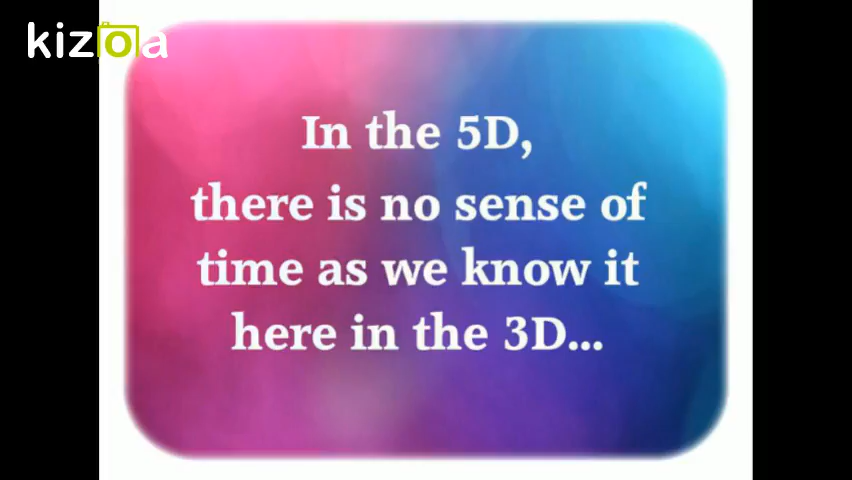 kizoa
In the 5D,
there is no sense of
time as we know it
here in the 3D...